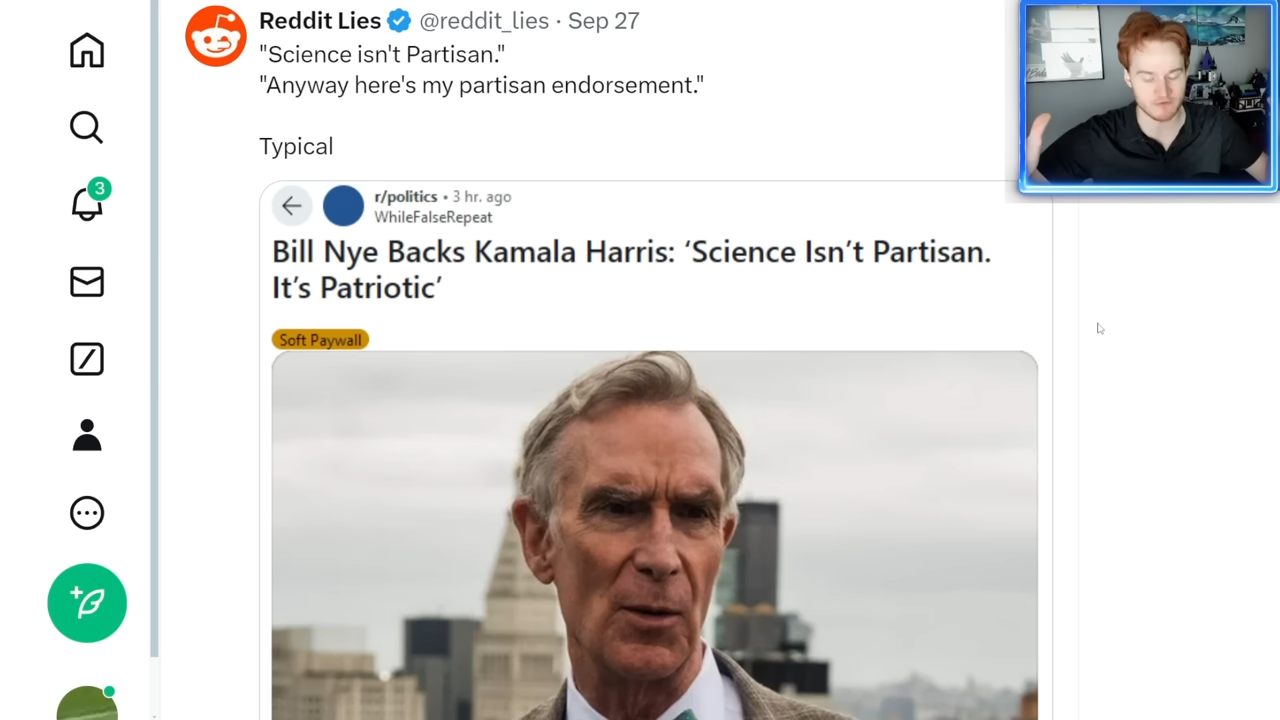 Reddit Lies @reddit_lies · Sep 27
"Science isn't Partisan."
"Anyway here's my partisan endorsement."
Typical
3
r/politics • 3 hr. ago
WhileFalseRepeat
Bill Nye Backs Kamala Harris: ‘Science Isn’t Partisan.
It’s Patriotic’
Soft Paywall